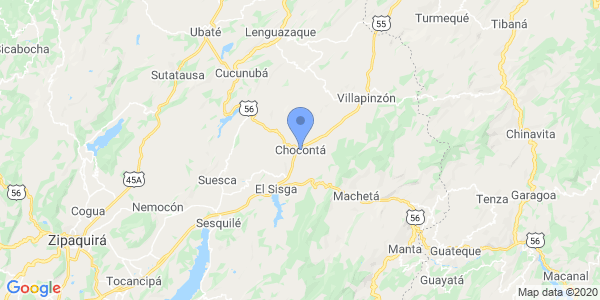 Turmequé
Tibaná
55
Ubaté
Lenguazaque
Sicabocha
Sutatausa
Cucunubá
Villapinzón
56
Chinavita
Chocontá
45A
Suesca
El Sisga
56
Machetá
Tenza
Garagoa
Cogua
Nemocón
56
Sesquilé
Zipaquirá
56
Manta
Guateque
Tocancipá
Guayatá
Macanal
Google
Map data ©2020